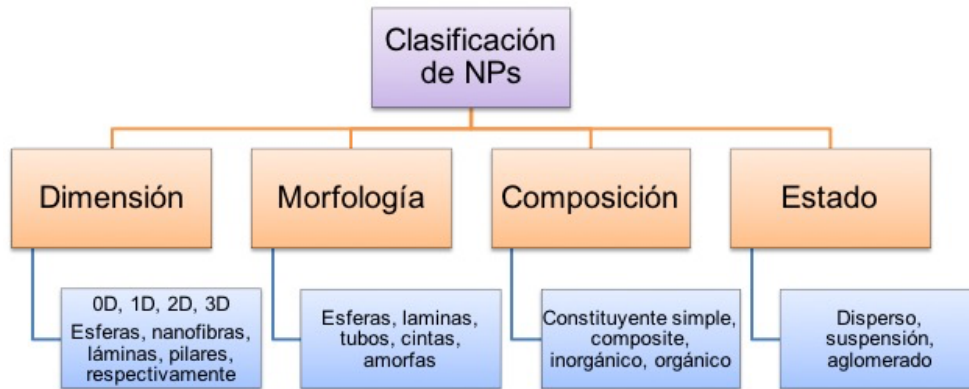 Clasificación
de NPs
Dimensión
Morfología
Composición
Estado
0D, 1D, 2D, 3D
Esferas, nanofibras,
láminas, pilares,
respectivamente
Esferas, laminas,
tubos, cintas,
amorfas
Constituyente simple,
composite,
inorgánico, orgánico
Disperso,
suspensión,
aglomerado